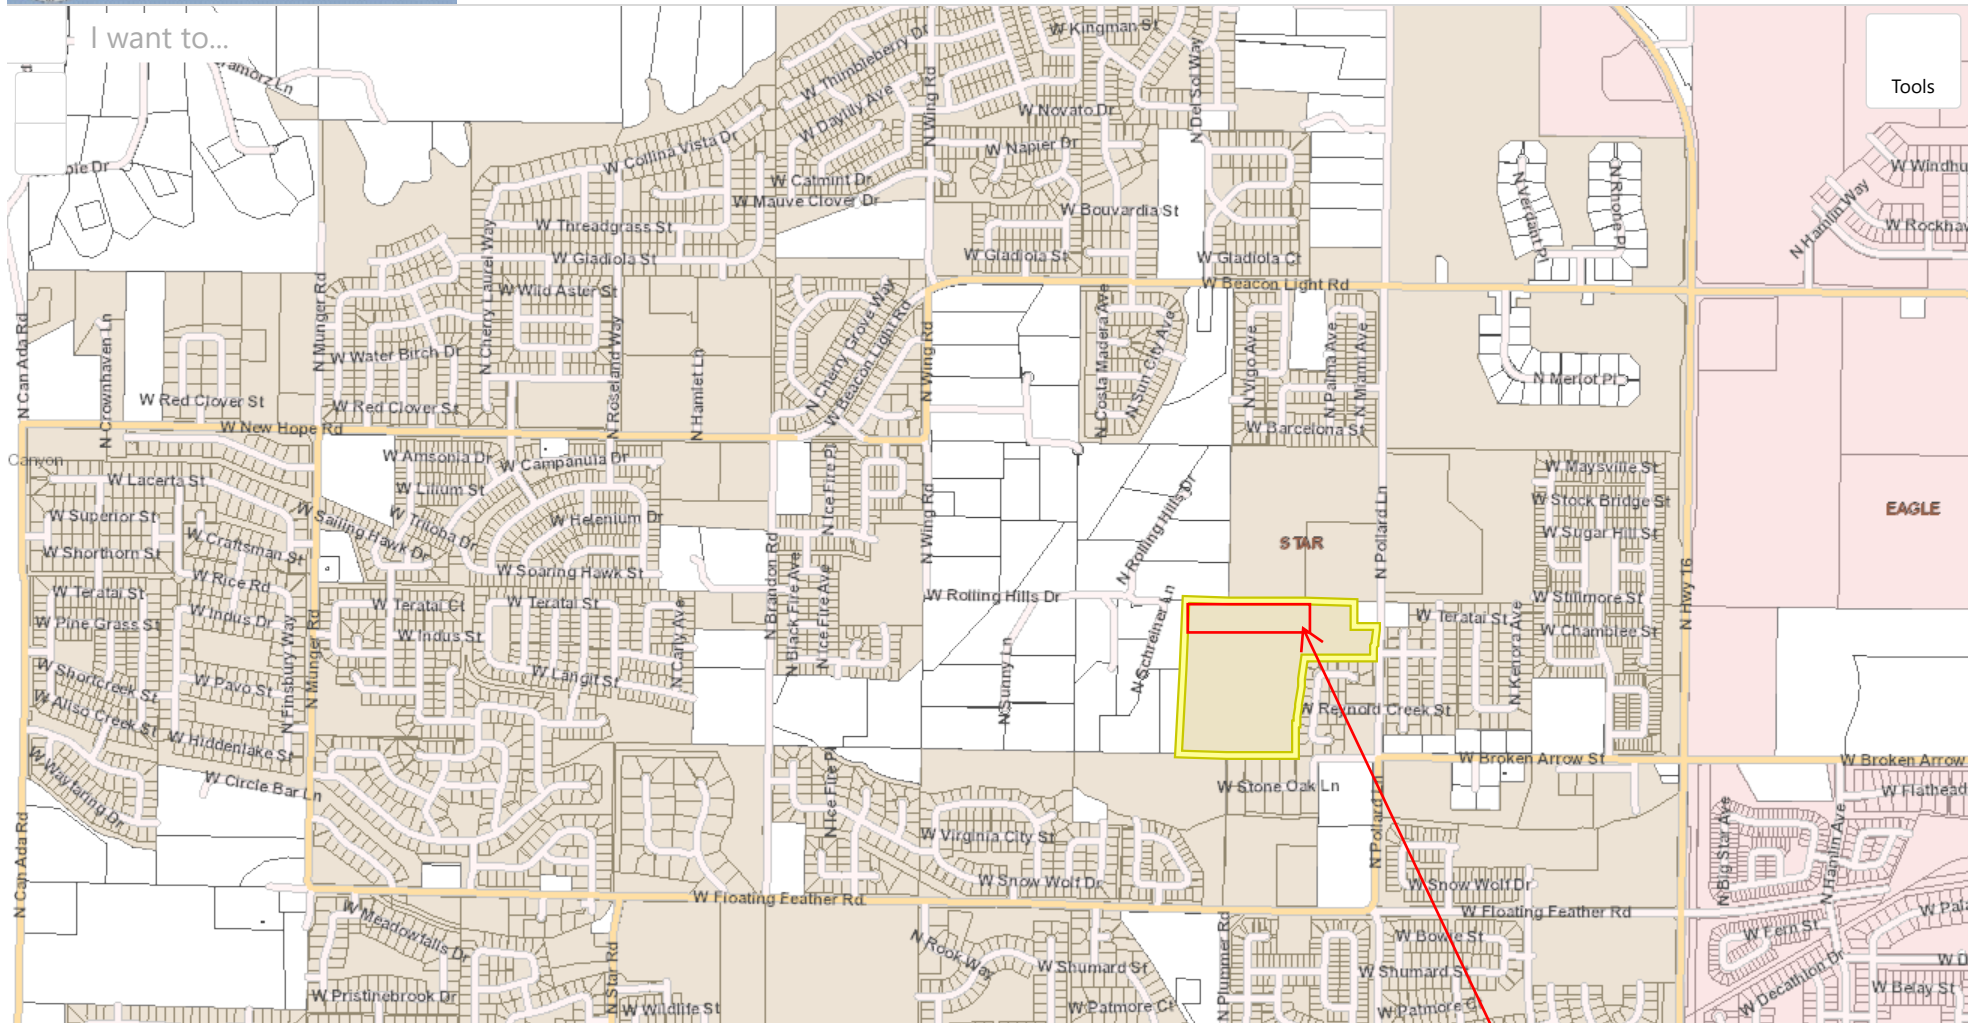 I want to...
Tools
W Kingman St
W Thimbleberry Dr
N Wing Rd
N Del Sol Way
W Daylily Ave
W Novato Dr
W Collina Vista Dr
W Napier Dr
W Windhu
N Verdant Pl
N Rhone Pl
N Hamlin Way
W Catmint Dr
W Mauve Clover Dr
W Bouvardia St
W Rockhav
W Threadgrass St
W Gladiola St
W Gladiola St
W Gladiola Ct
N Cherry Laurel Way
W Wild Aster St
W Beacon Light Rd
N Munger Rd
N Can Ada Rd
N Crownhaven Ln
W Water Birch Dr
N Roseland Way
N Hamlet Ln
N Cherry Grove Way
W Beacon Light Rd
N Wing Rd
N Costa Madera Ave
N Sun City Ave
N Vigo Ave
N Palma Ave
N Miami Ave
N Merlot Pl
W Red Clover St
W Red Clover St
W New Hope Rd
W Barcelona St
Canyon
W Amsonia Dr
W Campanula Dr
N Ice Fire Pl
W Maysville St
W Lacerta St
W Lilium St
N Rolling Hills Dr
W Stock Bridge St
EAGLE
W Superior St
W Sailing Hawk Dr
W Triloba Dr
W Helenium Dr
N Wing Rd
N Pollard Ln
W Sugar Hill St
STAR
W Shorthorn St
W Craftsman St
N Brandon Rd
W Rice Rd
W Soaring Hawk St
N Black Fire Ave
N Ice Fire Ave
N Hwy 16
W Teratai St
W Teratai Ct
W Teratai St
W Rolling Hills Dr
N Schreiner Ln
W Stillmore St
W Pine Grass St
W Indus Dr
W Indus St
N Carly Ave
W Teratai St
W Chamblee St
N Finsbury Way
N Munger Rd
N Sunny Ln
N Kenora Ave
W Shortcreek St
W Pavo St
W Langit St
W Aliso Creek St
W Reynold Creek St
W Hiddenlake St
W Broken Arrow St
W Broken Arrow
W Wayfaring Dr
W Circle Bar Ln
N Ice Fire Pl
W Stone Oak Ln
W Flathead
N Can Ada Rd
W Virginia City St
N Pollard Ln
N Big Star Ave
N Hamlin Ave
W Snow Wolf Dr
W Snow Wolf Dr
W Floating Feather Rd
W Floating Feather Rd
W Pala
W Meadowfalls Dr
N Star Rd
N Rook Way
N Plummer Rd
W Bowie St
W Fern St
W Shumard St
W Shumard St
W D
W Pristinebrook Dr
W Wildlife St
W Patmore Ct
W Patmore C
W Decathlon Dr
W Belay St